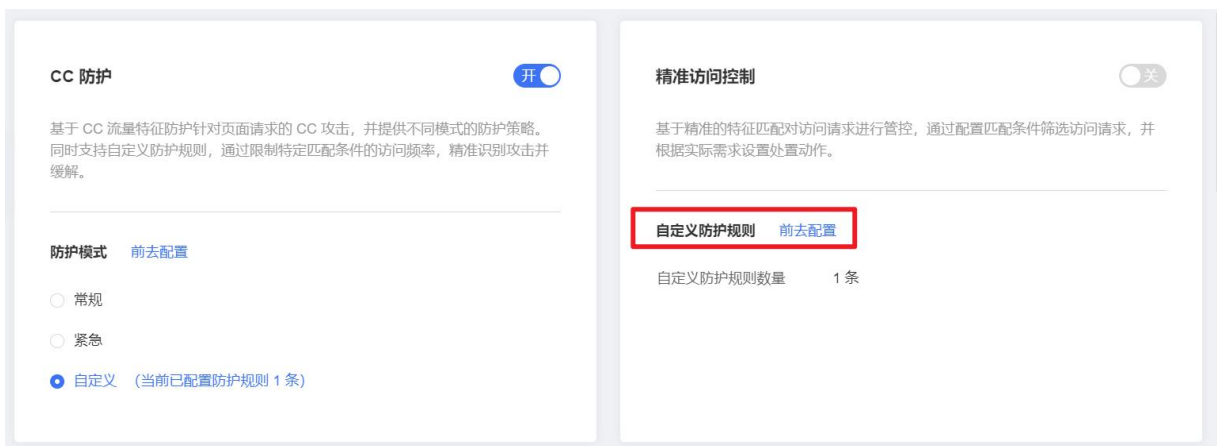 CC 防护
开
基于 CC 流量特征防护针对页面请求的 CC 攻击，并提供不同模式的防护策略。
同时支持自定义防护规则，通过限制特定匹配条件的访问频率，精准识别攻击并
缓解。
防护模式 前去配置
常规
紧急
自定义 (当前已配置防护规则 1 条)
精准访问控制
关
基于精准的特征匹配对访问请求进行管控，通过配置匹配条件筛选访问请求，并
根据实际需求设置处置动作。
自定义防护规则 前去配置
自定义防护规则数量 1 条